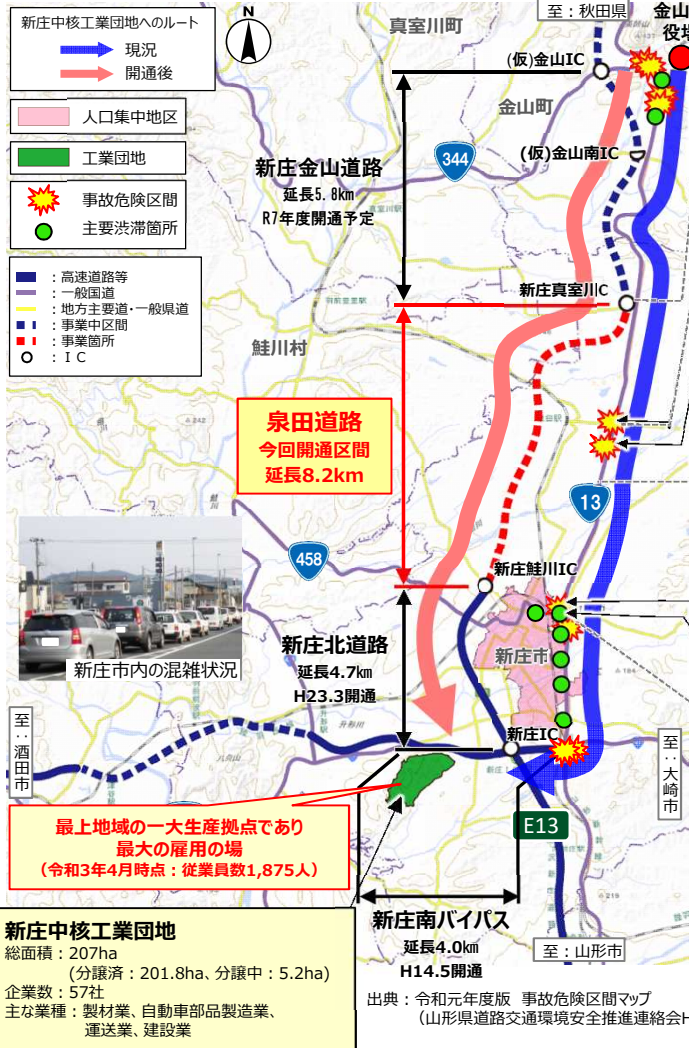 新庄中核工業団地へのルート
現況
開通後
人口集中地区
工業団地
事故危険区間
主要渋滞箇所
：高速道路等
：一般国道
：地方主要道・一般県道
：事業中区間
：事業箇所
：ＩＣ
N
真室川町
至：秋田県
金山
役場
(仮)金山IC
金山町
344
(仮)金山南IC
新庄金山道路
延長5.8km
R7年度開通予定
新庄真室川C
鮭川村
泉田道路
今回開通区間
延長8.2km
13
458
新庄鮭川IC
新庄市内の混雑状況
新庄北道路
延長4.7km
H23.3開通
新庄市
新庄IC
至：酒田市
至：大崎市
升形川
最上地域の一大生産拠点であり
最大の雇用の場
（令和3年4月時点：従業員数1,875人）
E13
新庄南バイパス
延長4.0km
H14.5開通
至：山形市
新庄中核工業団地
総面積：207ha
(分譲済：201.8ha、分譲中：5.2ha)
企業数：57社
主な業種：製材業、自動車部品製造業、
運送業、建設業
出典：令和元年度版 事故危険区間マップ
（山形県道路交通環境安全推進連絡会H